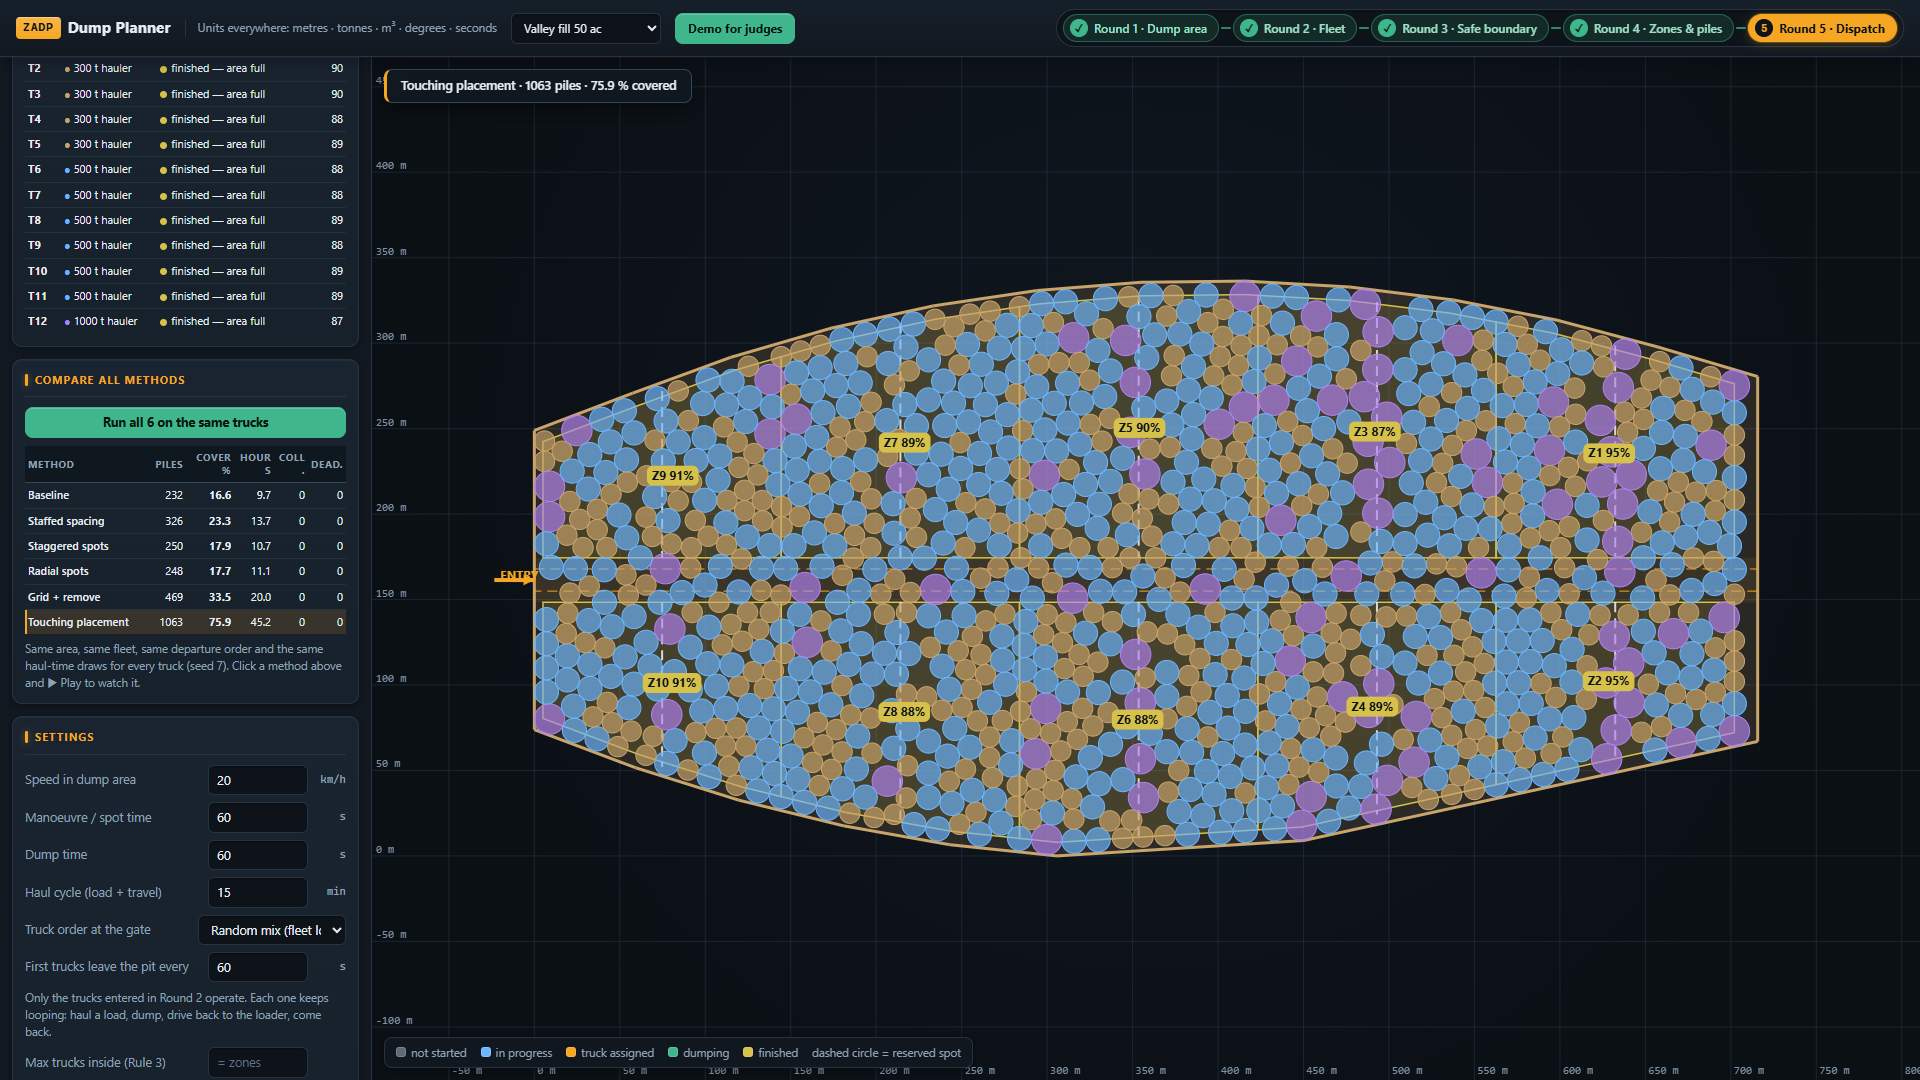 ZADP Dump Planner Units everywhere: metres · tonnes · m³ · degrees · seconds Valley fill 50 ac Demo for judges
✓ Round 1 · Dump area ✓ Round 2 · Fleet ✓ Round 3 · Safe boundary ✓ Round 4 · Zones & piles 5 Round 5 · Dispatch
T2 300 t hauler finished — area full 90
T3 300 t hauler finished — area full 90
T4 300 t hauler finished — area full 88
T5 300 t hauler finished — area full 89
T6 500 t hauler finished — area full 88
T7 500 t hauler finished — area full 88
T8 500 t hauler finished — area full 89
T9 500 t hauler finished — area full 88
T10 500 t hauler finished — area full 89
T11 500 t hauler finished — area full 89
T12 1000 t hauler finished — area full 87
COMPARE ALL METHODS
Run all 6 on the same trucks
METHOD PILES COVER % HOURS COLL. DEAD.
Baseline 232 16.6 9.7 0 0
Staffed spacing 326 23.3 13.7 0 0
Staggered spots 250 17.9 10.7 0 0
Radial spots 248 17.7 11.1 0 0
Grid + remove 469 33.5 20.0 0 0
Touching placement 1063 75.9 45.2 0 0
Same area, same fleet, same departure order and the same
haul-time draws for every truck (seed 7). Click a method above
and ▶ Play to watch it.
SETTINGS
Speed in dump area 20 km/h
Manoeuvre / spot time 60 s
Dump time 60 s
Haul cycle (load + travel) 15 min
Truck order at the gate Random mix (fleet lo
First trucks leave the pit every 60 s
Only the trucks entered in Round 2 operate. Each one keeps
looping: haul a load, dump, drive back to the loader, come
back.
Max trucks inside (Rule 3) = zones
Touching placement · 1063 piles · 75.9 % covered
400 m
350 m
300 m
250 m
200 m
150 m
100 m
50 m
0 m
-50 m
-100 m
ENTRY
Z5 90%
Z3 87%
Z7 89%
Z1 95%
Z9 91%
Z2 95%
Z10 91%
Z4 89%
Z8 88%
Z6 88%
not started in progress truck assigned dumping finished dashed circle = reserved spot
-50 m 0 m 50 m 100 m 150 m 200 m 250 m 300 m 350 m 400 m 450 m 500 m 550 m 600 m 650 m 700 m 750 m 800